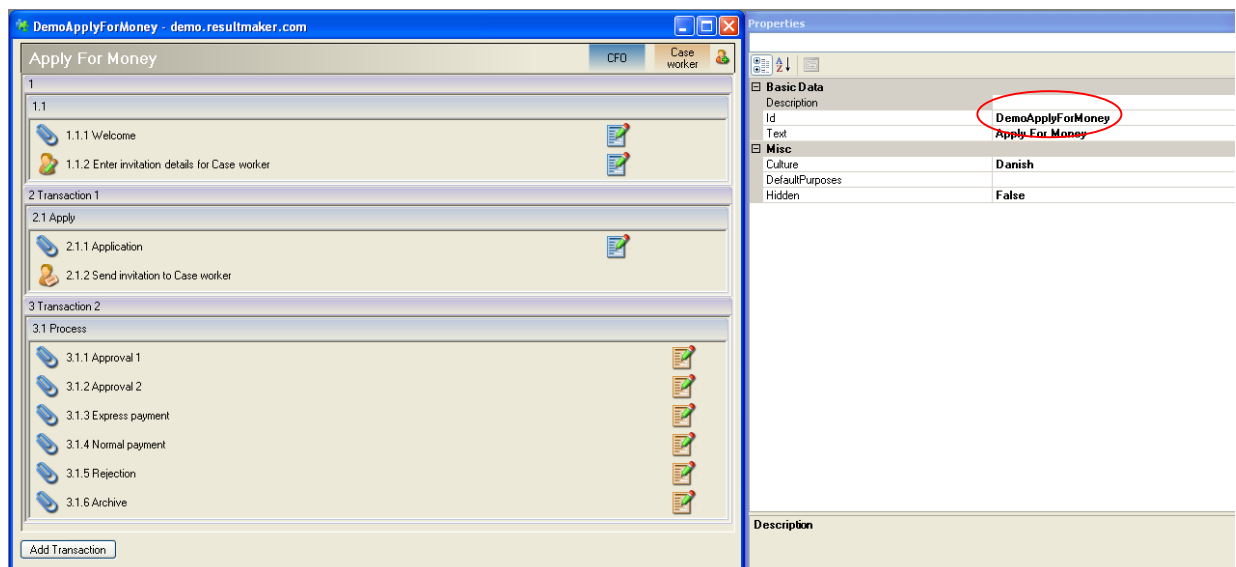 DemoApplyForMoney - demo.resultmaker.com
Apply For Money
CFO
Case
worker
1
1.1
1.1.1 Welcome
1.1.2 Enter invitation details for Case worker
2 Transaction 1
2.1 Apply
2.1.1 Application
2.1.2 Send invitation to Case worker
3 Transaction 2
3.1 Process
3.1.1 Approval 1
3.1.2 Approval 2
3.1.3 Express payment
3.1.4 Normal payment
3.1.5 Rejection
3.1.6 Archive
Add Transaction
Properties
Basic Data
Description
Id DemoApplyForMoney
Text Apply For Money
Misc
Culture Danish
DefaultPurposes
Hidden False
Description